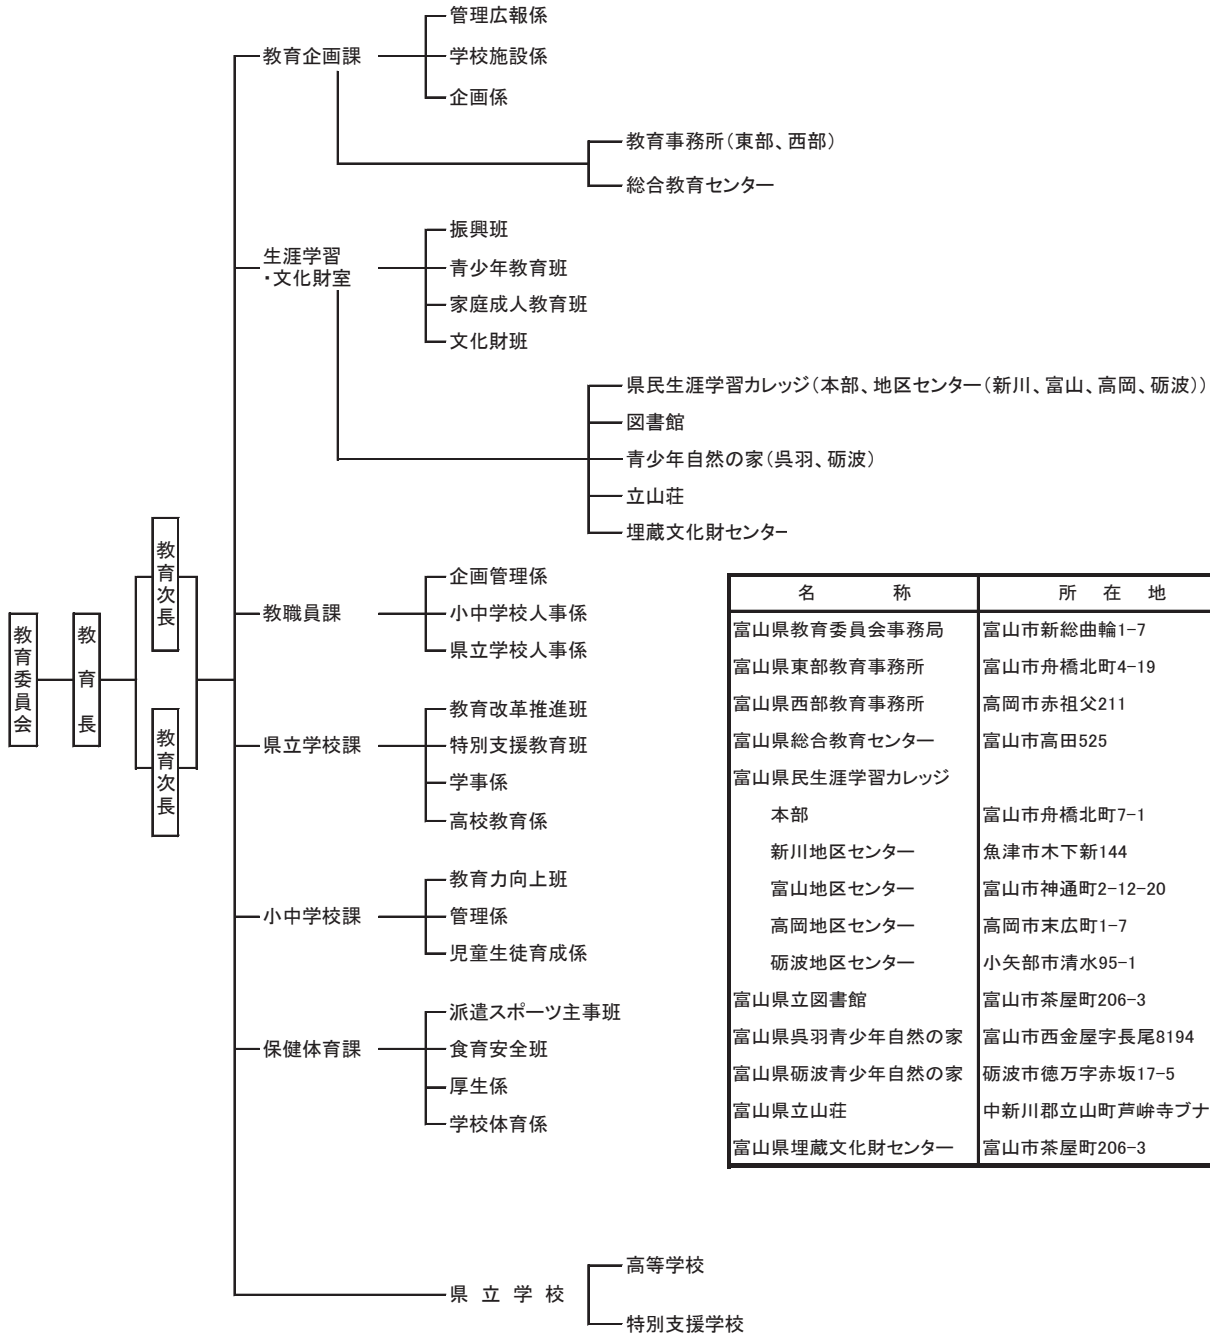 教育委員会
教育長
教育次長
教育次長
教育企画課
管理広報係
学校施設係
企画係
教育事務所（東部、西部）
総合教育センター
生涯学習
・文化財室
振興班
青少年教育班
家庭成人教育班
文化財班
県民生涯学習カレッジ（本部、地区センター（新川、富山、高岡、砺波））
図書館
青少年自然の家（呉羽、砺波）
立山荘
埋蔵文化財センター
教職員課
企画管理係
小中学校人事係
県立学校人事係
県立学校課
教育改革推進班
特別支援教育班
学事係
高校教育係
小中学校課
教育力向上班
管理係
児童生徒育成係
保健体育課
派遣スポーツ主事班
食育安全班
厚生係
学校体育係
県立学校
高等学校
特別支援学校
名称 所在地
富山県教育委員会事務局 富山市新総曲輪1-7
富山県東部教育事務所 富山市舟橋北町4-19
富山県西部教育事務所 高岡市赤祖父211
富山県総合教育センター 富山市高田525
富山県民生涯学習カレッジ
本部 富山市舟橋北町7-1
新川地区センター 魚津市木下新144
富山地区センター 富山市神通町2-12-20
高岡地区センター 高岡市末広町1-7
砺波地区センター 小矢部市清水95-1
富山県立図書館 富山市茶屋町206-3
富山県呉羽青少年自然の家 富山市西金屋字長尾8194
富山県砺波青少年自然の家 砺波市徳万字赤坂17-5
富山県立山荘 中新川郡立山町芦峅寺ブナ
富山県埋蔵文化財センター 富山市茶屋町206-3